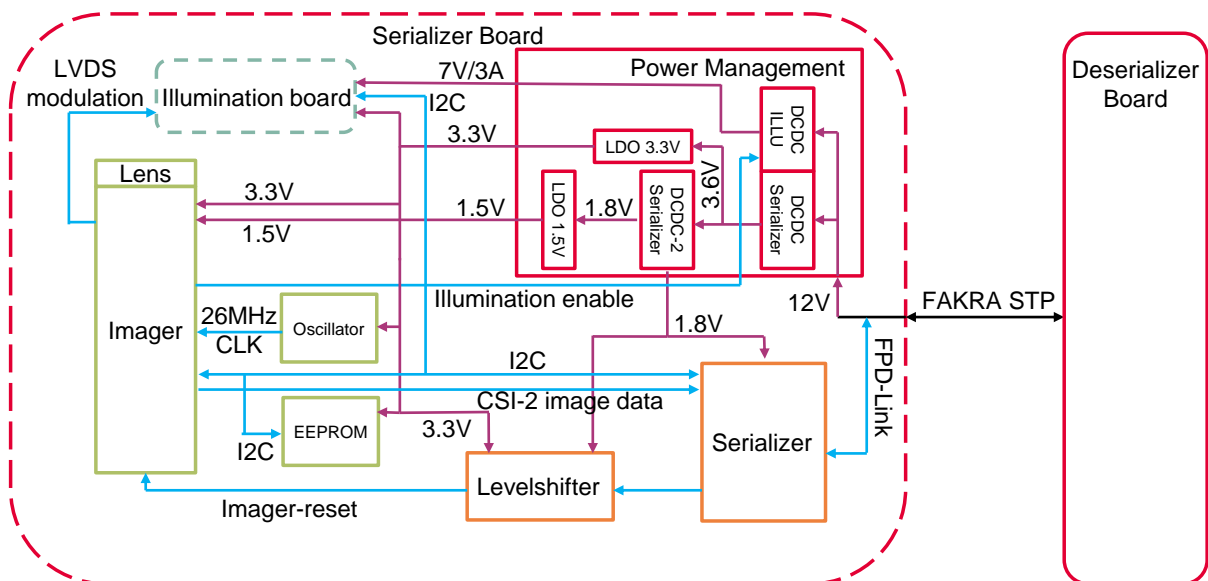 Serializer Board
LVDS
modulation
Illumination board
7V/3A
I2C
Power Management
DCDC
ILLU
3.3V
LDO 3.3V
3.6V
Lens
3.3V
1.5V
1.5V
LDO 1.5V
1.8V
DCDC-2
Serializer
DCDC
Serializer
Illumination enable
12V
FAKRA STP
Deserializer
Board
Imager
26MHz
CLK
Oscillator
1.8V
I2C
CSI-2 image data
FPD-Link
I2C
EEPROM
3.3V
Serializer
Levelshifter
Imager-reset